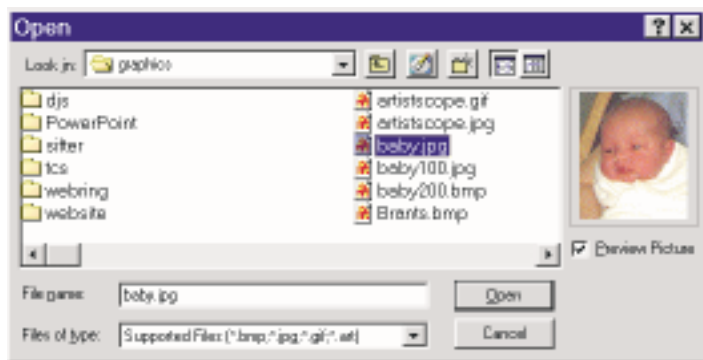 Open
Look in: graphics
djs
PowerPoint
sitter
tcs
webring
website
artistscope.gif
artistscope.jpg
baby.jpg
baby100.jpg
baby200.bmp
Brants.bmp
Preview Picture
File name: baby.jpg
Open
Files of type: Supported Files (*.bmp;*.jpg;*.gif;*.art)
Cancel